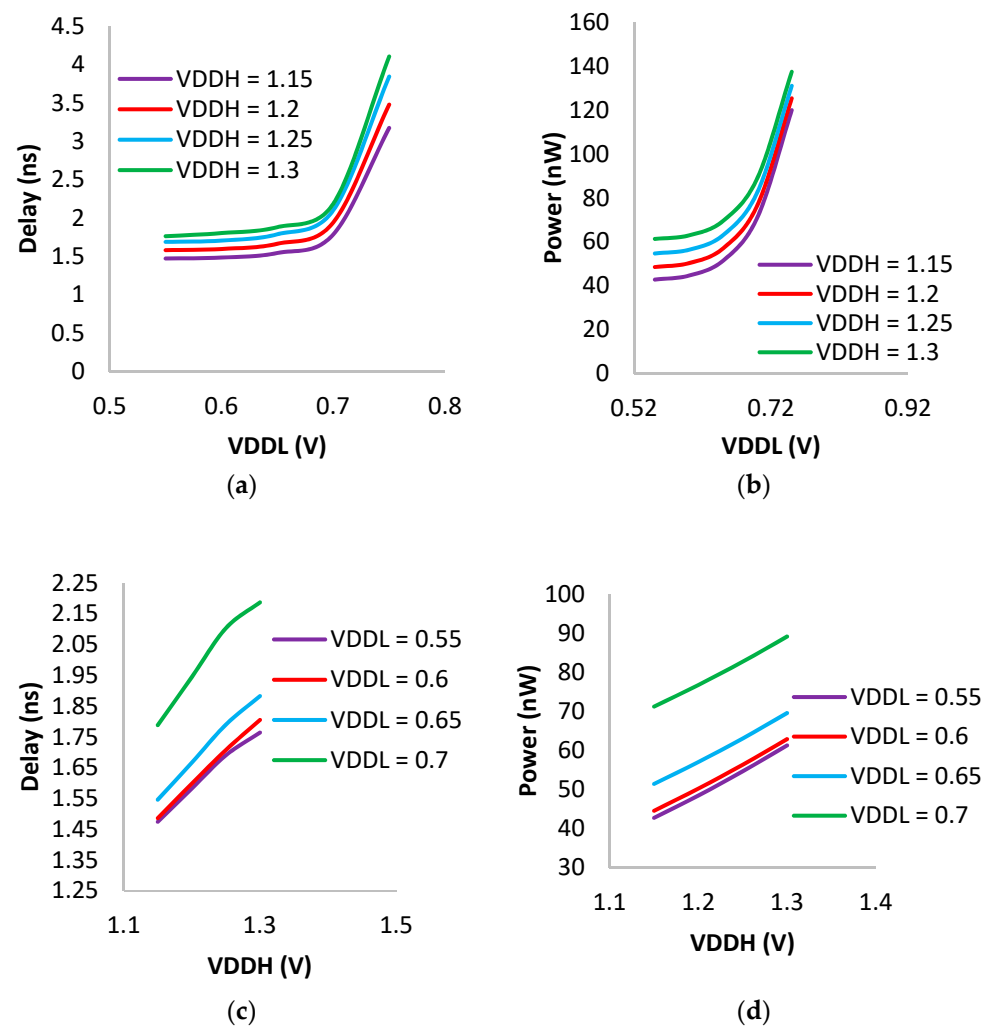 4.5
4
3.5
3
2.5
2
1.5
1
0.5
0
Delay (ns)
VDDH = 1.15
VDDH = 1.2
VDDH = 1.25
VDDH = 1.3
0.5 0.6 0.7 0.8
VDDL (V)
(a)
160
140
120
100
80
60
40
20
0
Power (nW)
VDDH = 1.15
VDDH = 1.2
VDDH = 1.25
VDDH = 1.3
0.52 0.72 0.92
VDDL (V)
(b)
2.25
2.15
2.05
1.95
1.85
1.75
1.65
1.55
1.45
1.35
1.25
Delay (ns)
VDDL = 0.55
VDDL = 0.6
VDDL = 0.65
VDDL = 0.7
1.1 1.3 1.5
VDDH (V)
(c)
100
90
80
70
60
50
40
30
Power (nW)
VDDL = 0.55
VDDL = 0.6
VDDL = 0.65
VDDL = 0.7
1.1 1.2 1.3 1.4
VDDH (V)
(d)